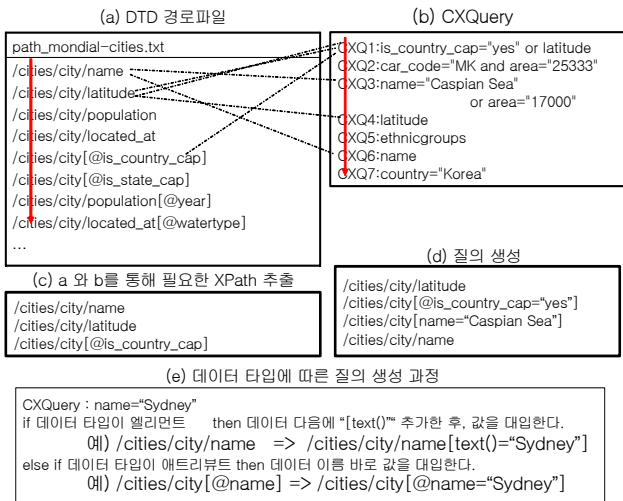 (a) DTD 경로파일
path_mondial-cities.txt
/cities/city/name
/cities/city/latitude
/cities/city/population
/cities/city/located_at
/cities/city[@is_country_cap]
/cities/city[@is_state_cap]
/cities/city/population[@year]
/cities/city/located_at[@watertype]
...
(b) CXQuery
CXQ1:is_country_cap="yes" or latitude
CXQ2:car_code="MK and area="25333"
CXQ3:name="Caspian Sea"
or area="17000"
CXQ4:latitude
CXQ5:ethnicgroups
CXQ6:name
CXQ7:country="Korea"
(c) a 와 b를 통해 필요한 XPath 추출
/cities/city/name
/cities/city/latitude
/cities/city[@is_country_cap]
(d) 질의 생성
/cities/city/latitude
/cities/city[@is_country_cap=“yes”]
/cities/city[name=“Caspian Sea”]
/cities/city/name
(e) 데이터 타입에 따른 질의 생성 과정
CXQuery : name=“Sydney”
if 데이터 타입이 엘리먼트 then 데이터 다음에 “[text()”“ 추가한 후, 값을 대입한다.
예) /cities/city/name => /cities/city/name[text()=“Sydney”]
else if 데이터 타입이 애트리뷰트 then 데이터 이름 바로 값을 대입한다.
예) /cities/city[@name] => /cities/city[@name=“Sydney”]